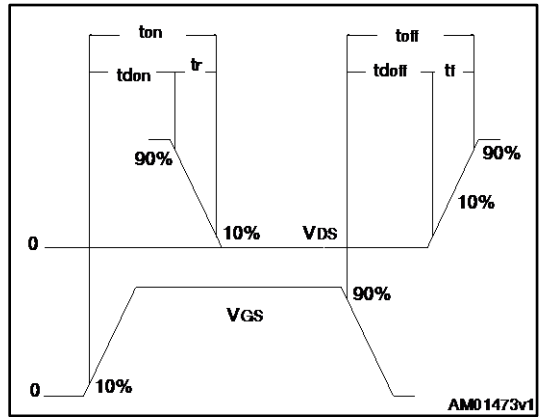 ton toff
tdon tr tdoff tf
90% 90%
10%
10% VDS
0
90%
VGS
10%
0
AM01473v1